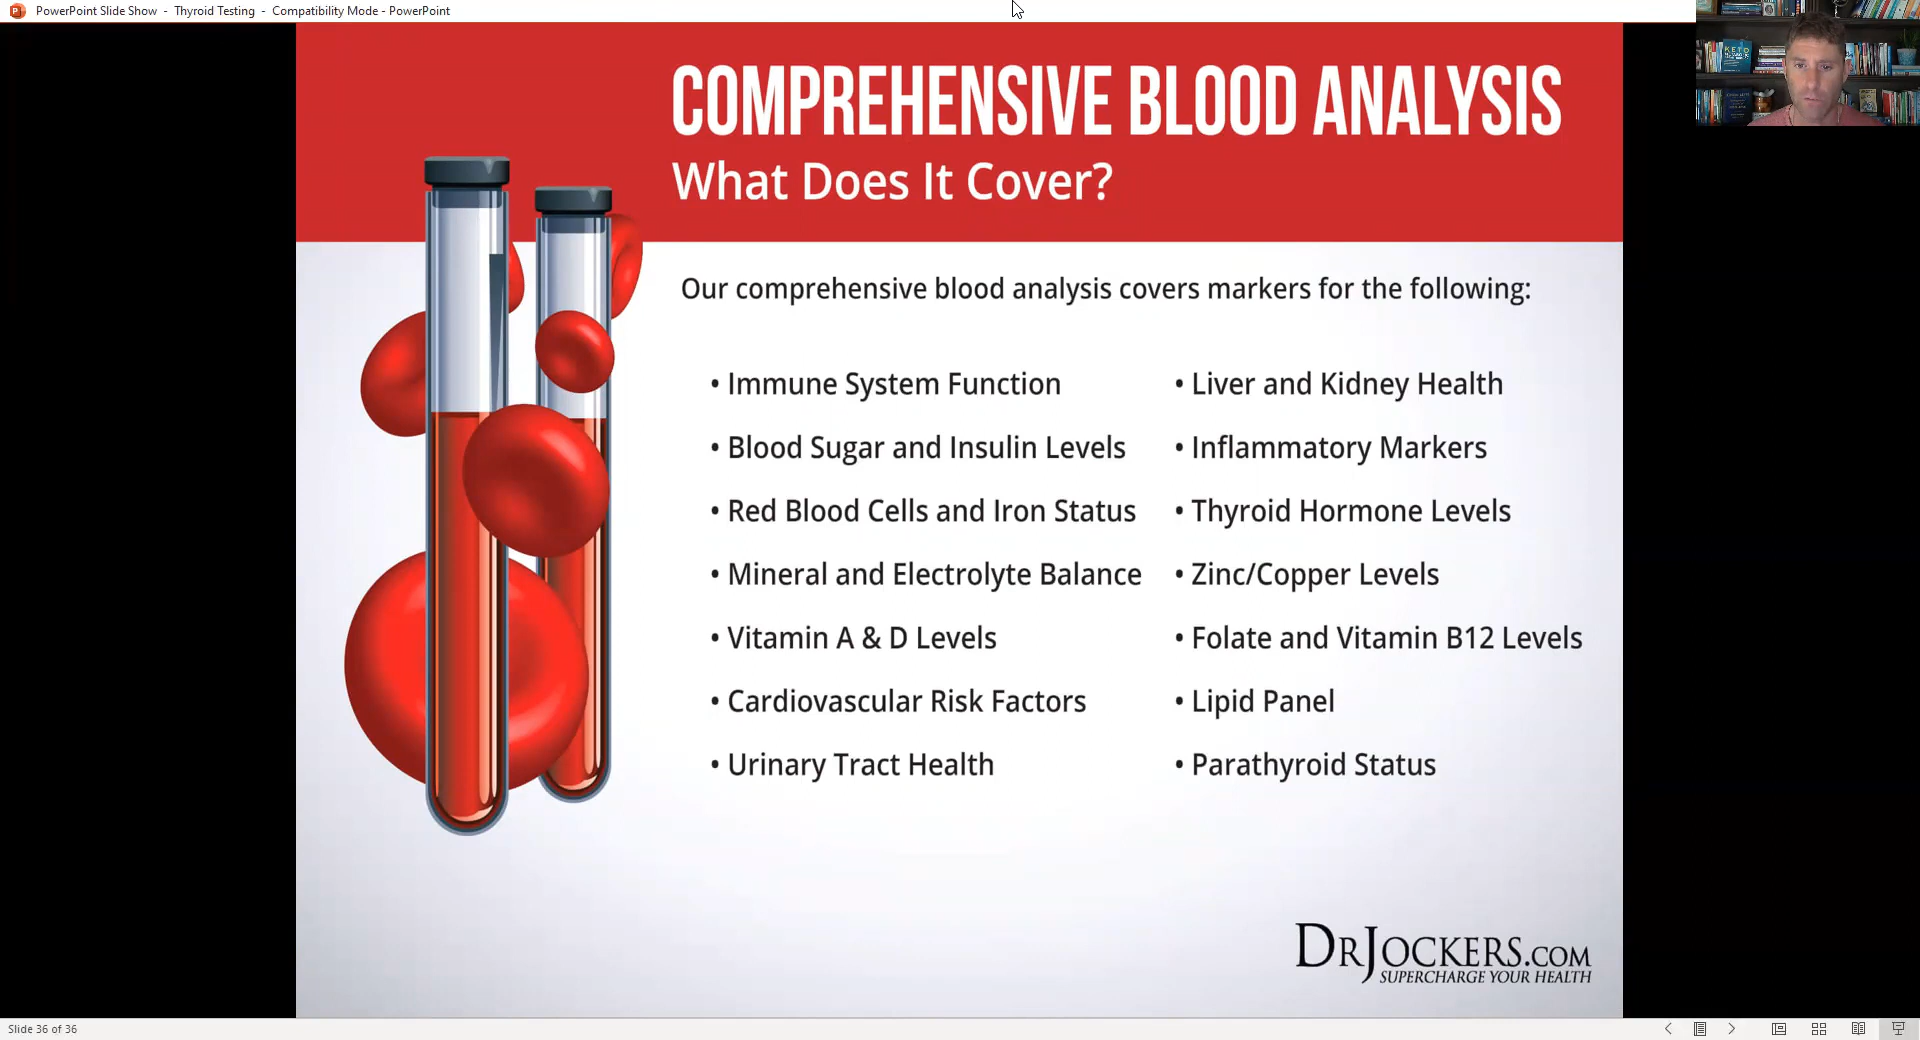 PowerPoint Slide Show - Thyroid Testing - Compatibility Mode - PowerPoint
COMPREHENSIVE BLOOD ANALYSIS
What Does It Cover?
Our comprehensive blood analysis covers markers for the following:
• Immune System Function
• Blood Sugar and Insulin Levels
• Red Blood Cells and Iron Status
• Mineral and Electrolyte Balance
• Vitamin A & D Levels
• Cardiovascular Risk Factors
• Urinary Tract Health
• Liver and Kidney Health
• Inflammatory Markers
• Thyroid Hormone Levels
• Zinc/Copper Levels
• Folate and Vitamin B12 Levels
• Lipid Panel
• Parathyroid Status
DRJOCKERS.COM
SUPERCHARGE YOUR HEALTH
Slide 36 of 36
KETO